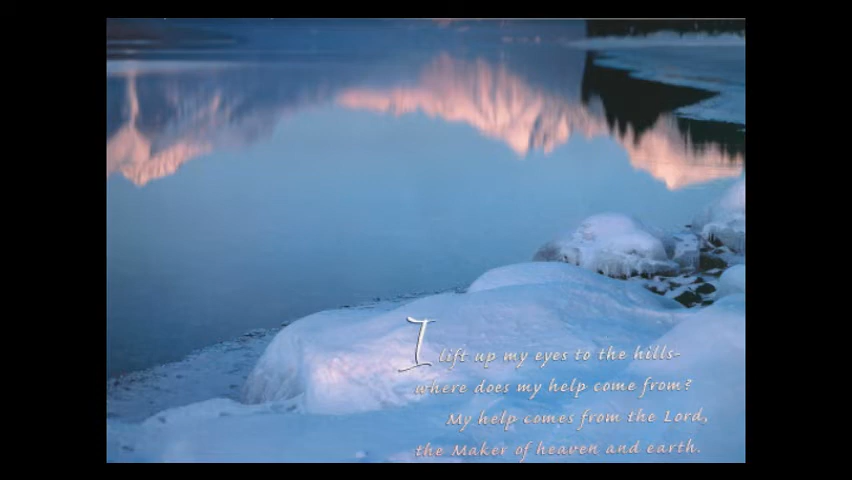 I lift up my eyes to the hills-
where does my help come from?
My help comes from the Lord,
the Maker of heaven and earth.